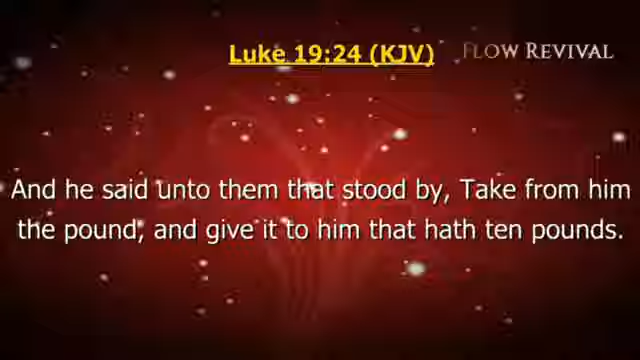 Luke 19:24 (KJV)
FLOW REVIVAL
And he said unto them that stood by, Take from him
the pound, and give it to him that hath ten pounds.